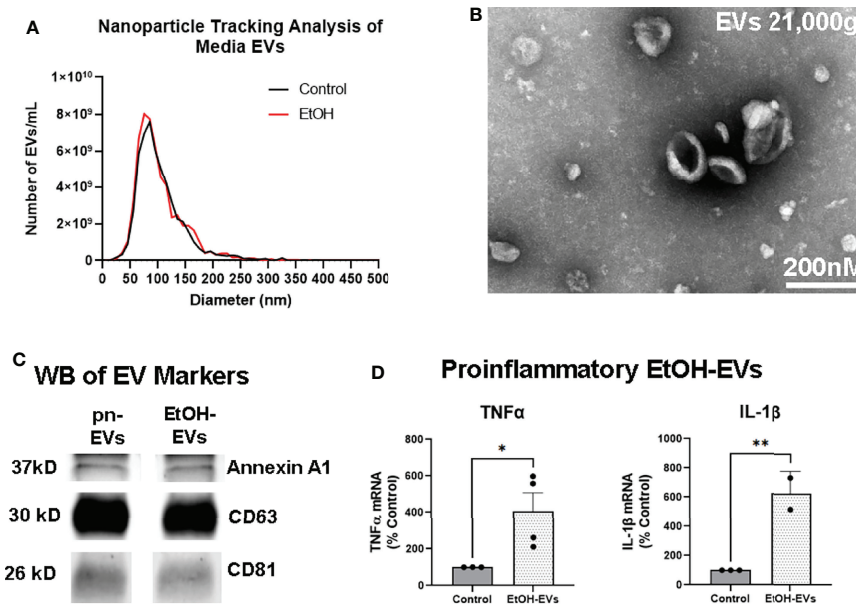 A
Nanoparticle Tracking Analysis of
Media EVs
Number of EVs/mL
1×10¹⁰
8×10⁹
6×10⁹
4×10⁹
2×10⁹
0
Control
EtOH
0 50 100 150 200 250 300 350 400 450 500
Diameter (nm)
B
EVs 21,000g
200nM
C
WB of EV Markers
pn-
EVs
EtOH-
EVs
37kD
Annexin A1
30 kD
CD63
26 kD
CD81
D
Proinflammatory EtOH-EVs
TNFα
TNFα mRNA
(% Control)
800
600
400
200
0
*
Control EtOH-EVs
IL-1β
IL-1β mRNA
(% Control)
1000
800
600
400
200
0
**
Control EtOH-EVs